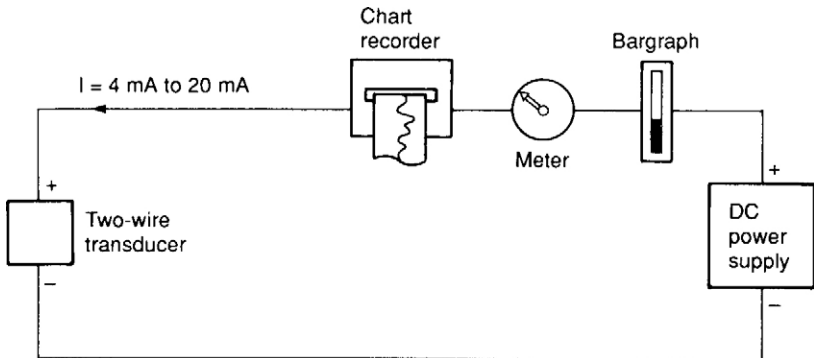 Chart
recorder
Bargraph
I = 4 mA to 20 mA
Meter
+
+
Two-wire
transducer
DC
power
supply
–
–